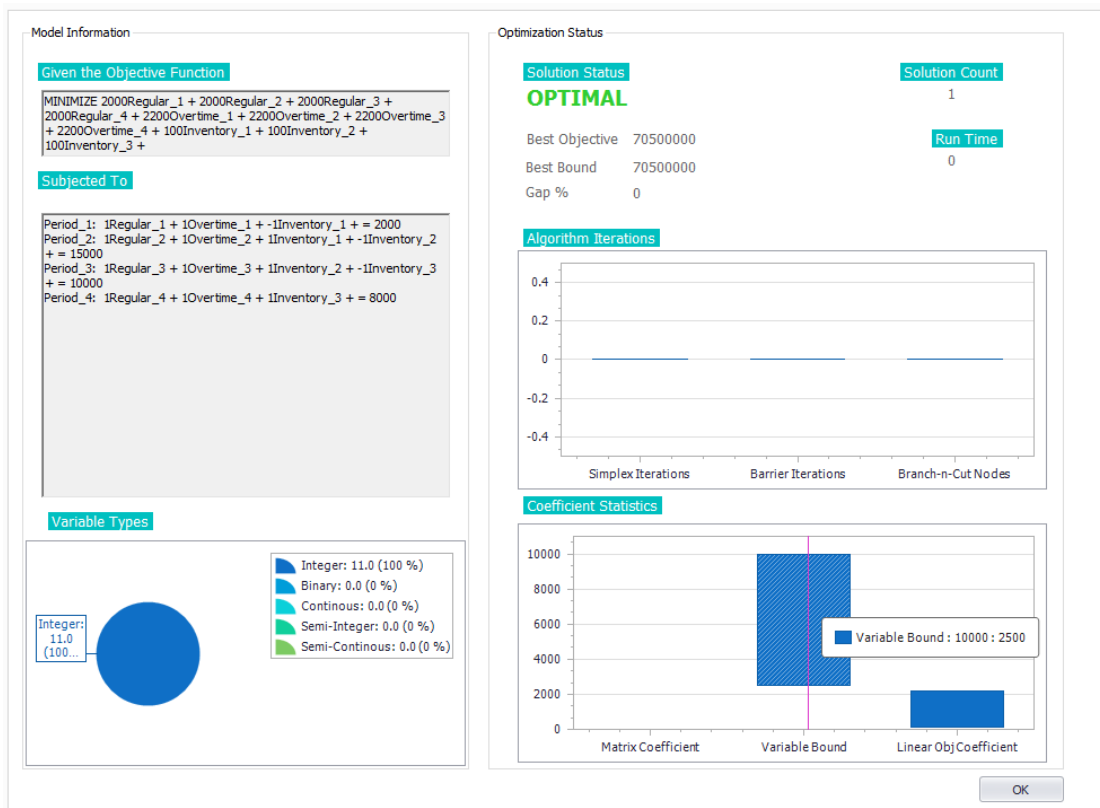 Model Information
Given the Objective Function
MINIMIZE 2000Regular_1 + 2000Regular_2 + 2000Regular_3 +
2000Regular_4 + 2200Overtime_1 + 2200Overtime_2 + 2200Overtime_3
+ 2200Overtime_4 + 100Inventory_1 + 100Inventory_2 +
100Inventory_3 +
Subjected To
Period_1:  1Regular_1 + 1Overtime_1 + -1Inventory_1 + = 2000
Period_2:  1Regular_2 + 1Overtime_2 + 1Inventory_1 + -1Inventory_2
+ = 15000
Period_3:  1Regular_3 + 1Overtime_3 + 1Inventory_2 + -1Inventory_3
+ = 10000
Period_4:  1Regular_4 + 1Overtime_4 + 1Inventory_3 + = 8000
Variable Types
Integer:
11.0
(100...
Integer: 11.0 (100 %)
Binary: 0.0 (0 %)
Continous: 0.0 (0 %)
Semi-Integer: 0.0 (0 %)
Semi-Continous: 0.0 (0 %)
Optimization Status
Solution Status
OPTIMAL
Solution Count
1
Best Objective 70500000
Best Bound 70500000
Gap % 0
Run Time
0
Algorithm Iterations
0.4
0.2
0
-0.2
-0.4
Simplex Iterations Barrier Iterations Branch-n-Cut Nodes
Coefficient Statistics
10000
8000
6000
4000
2000
0
Variable Bound : 10000 : 2500
Matrix Coefficient Variable Bound Linear Obj Coefficient
OK